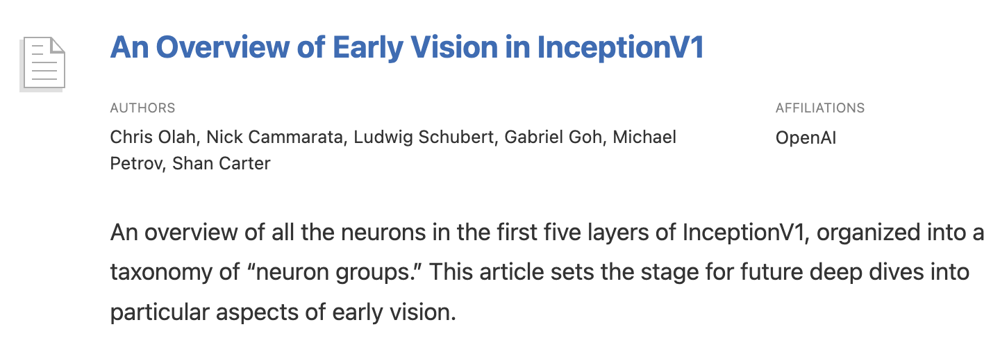 An Overview of Early Vision in InceptionV1
AUTHORS
Chris Olah, Nick Cammarata, Ludwig Schubert, Gabriel Goh, Michael
Petrov, Shan Carter
AFFILIATIONS
OpenAI
An overview of all the neurons in the first five layers of InceptionV1, organized into a
taxonomy of “neuron groups.” This article sets the stage for future deep dives into
particular aspects of early vision.